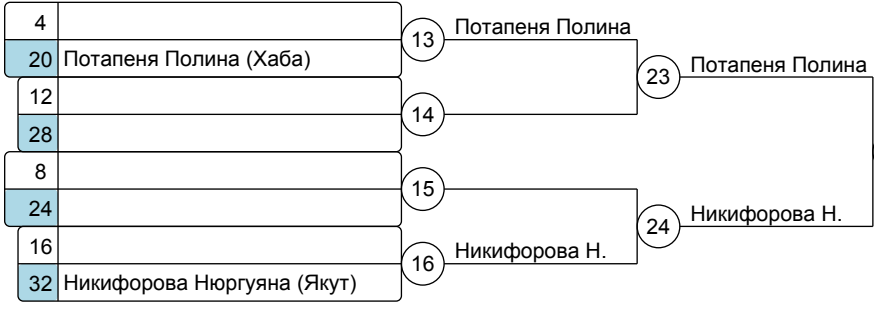 4
20 Потапеня Полина (Хаба)
12
28
8
24
16
32 Никифорова Нюргуяна (Якут)
13
Потапеня Полина
14
15
16
Никифорова Н.
23
Потапеня Полина
24
Никифорова Н.